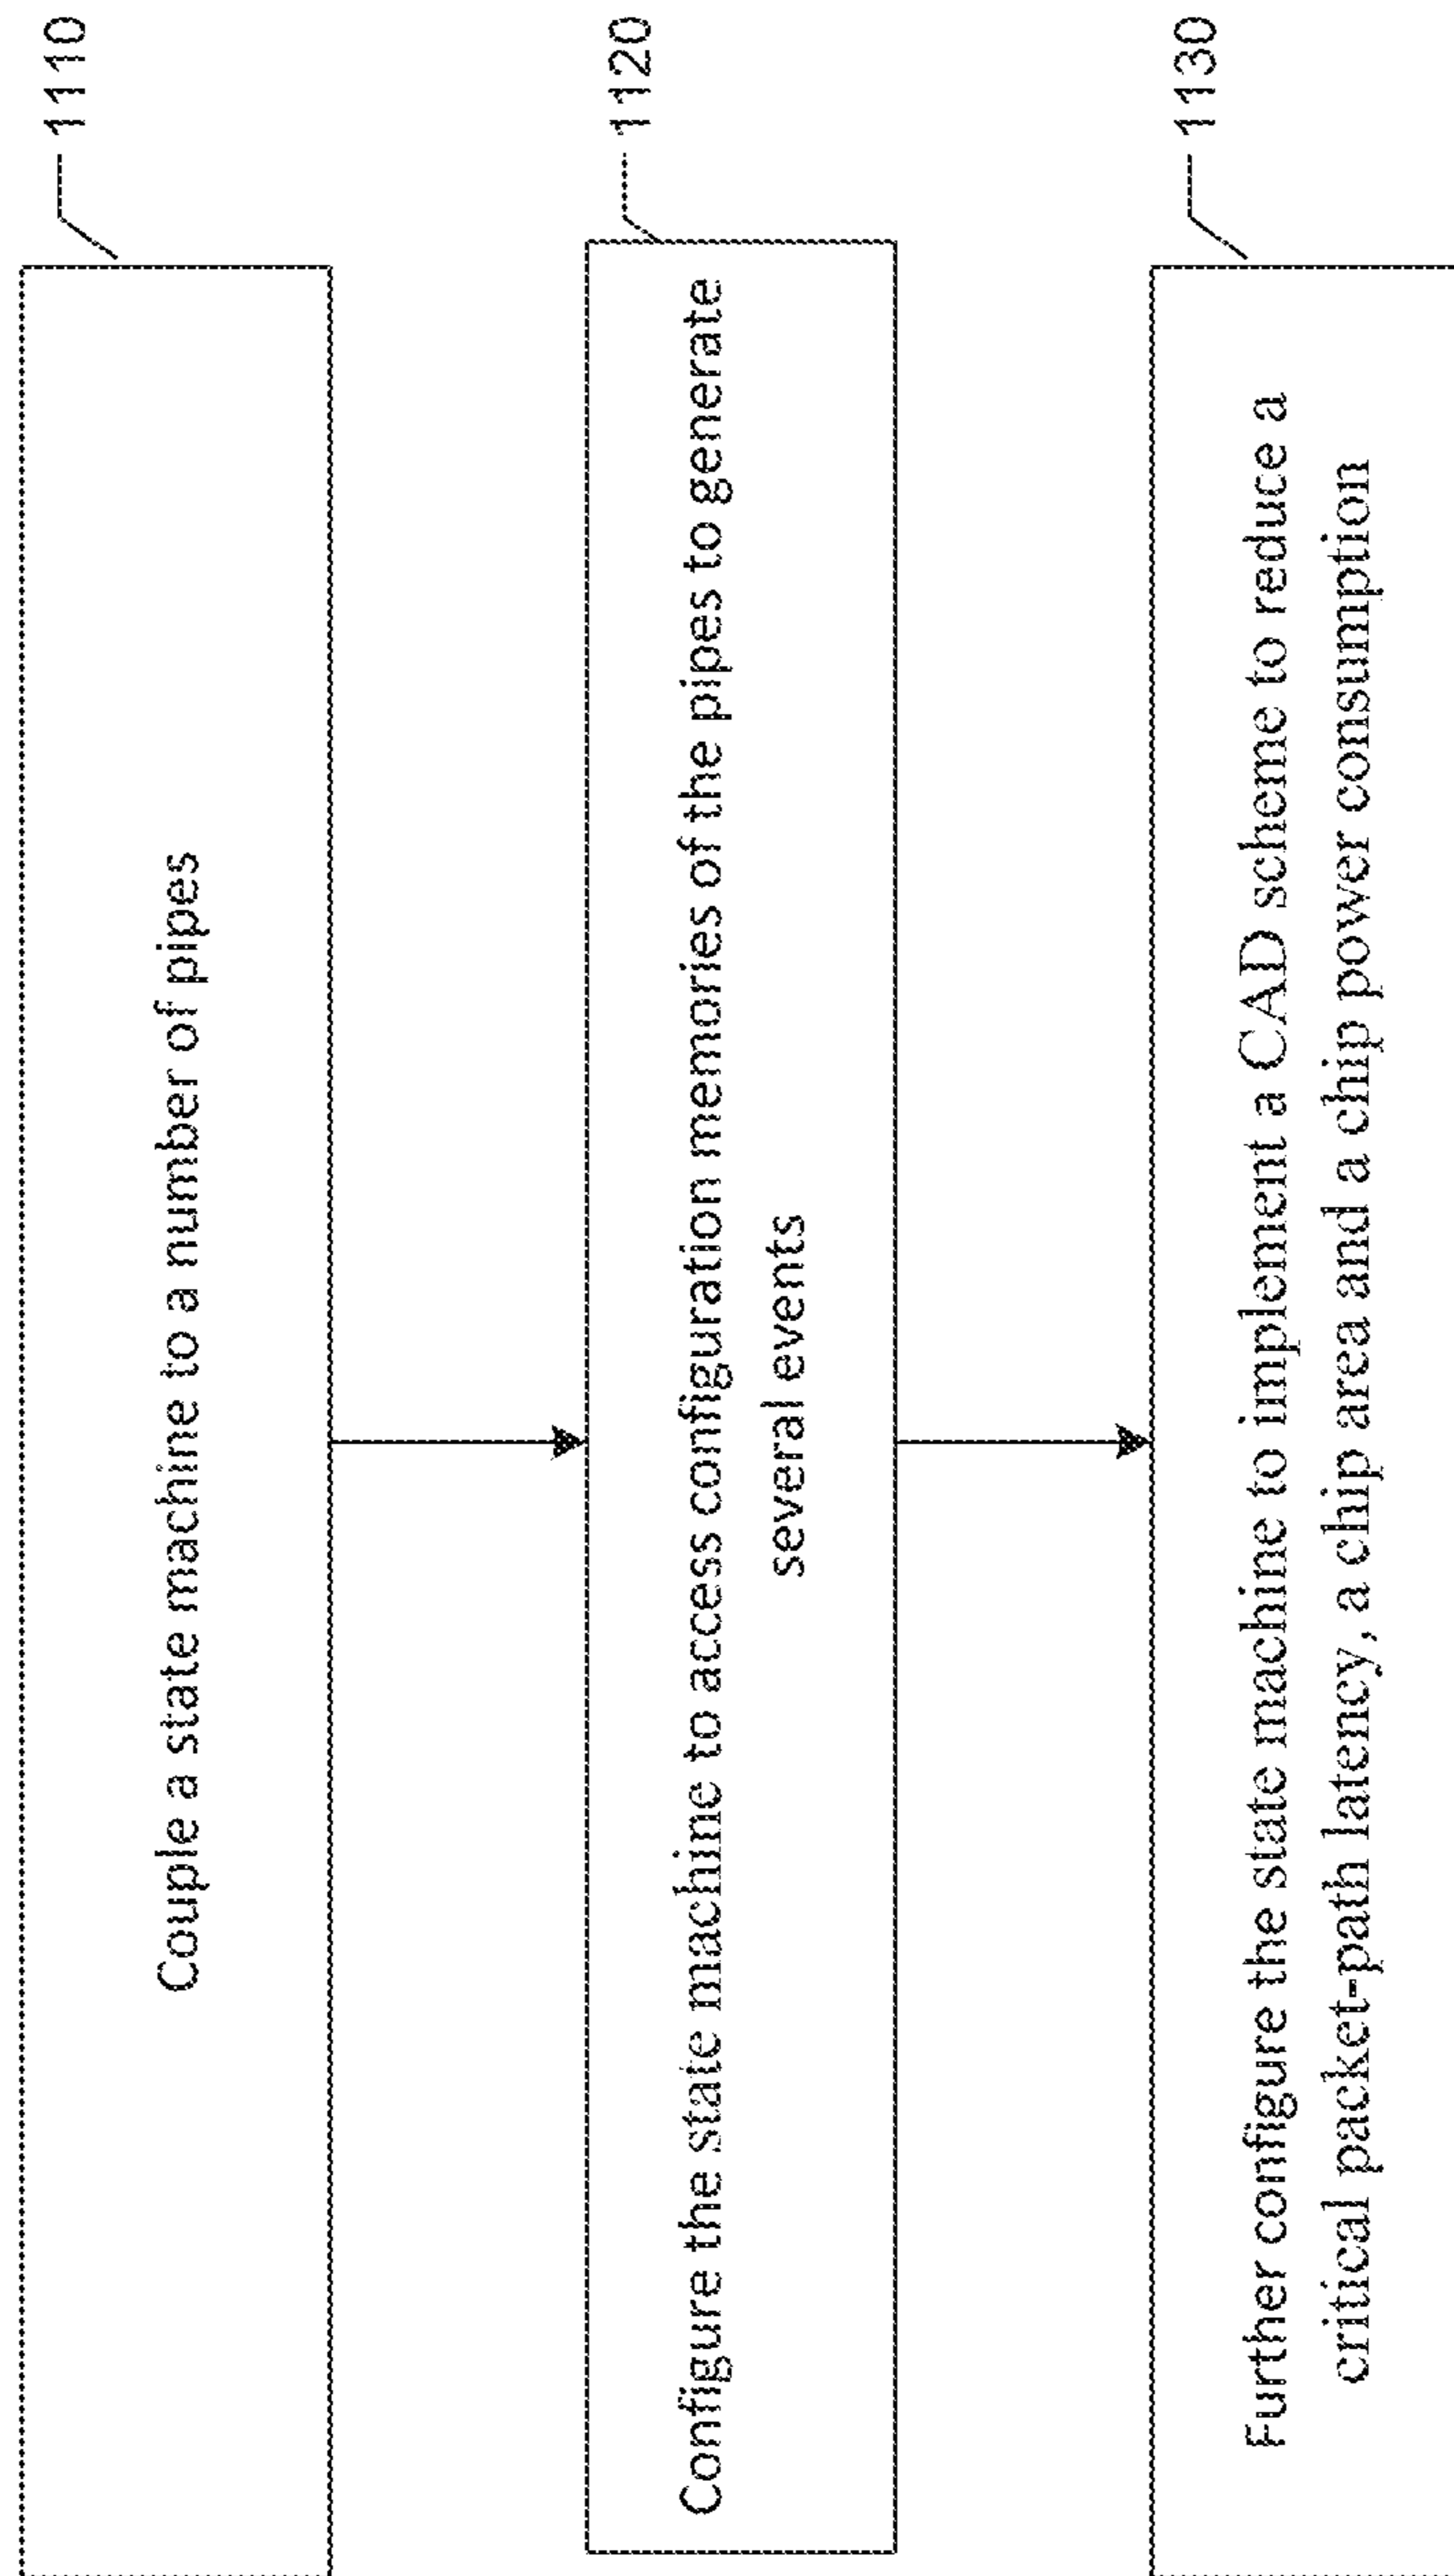 1110
Couple a state machine to a number of pipes
1120
Configure the state machine to access configuration memories of the pipes to generate
several events
1130
Further configure the state machine to implement a CAD scheme to reduce a
critical packet-path latency, a chip area and a chip power consumption